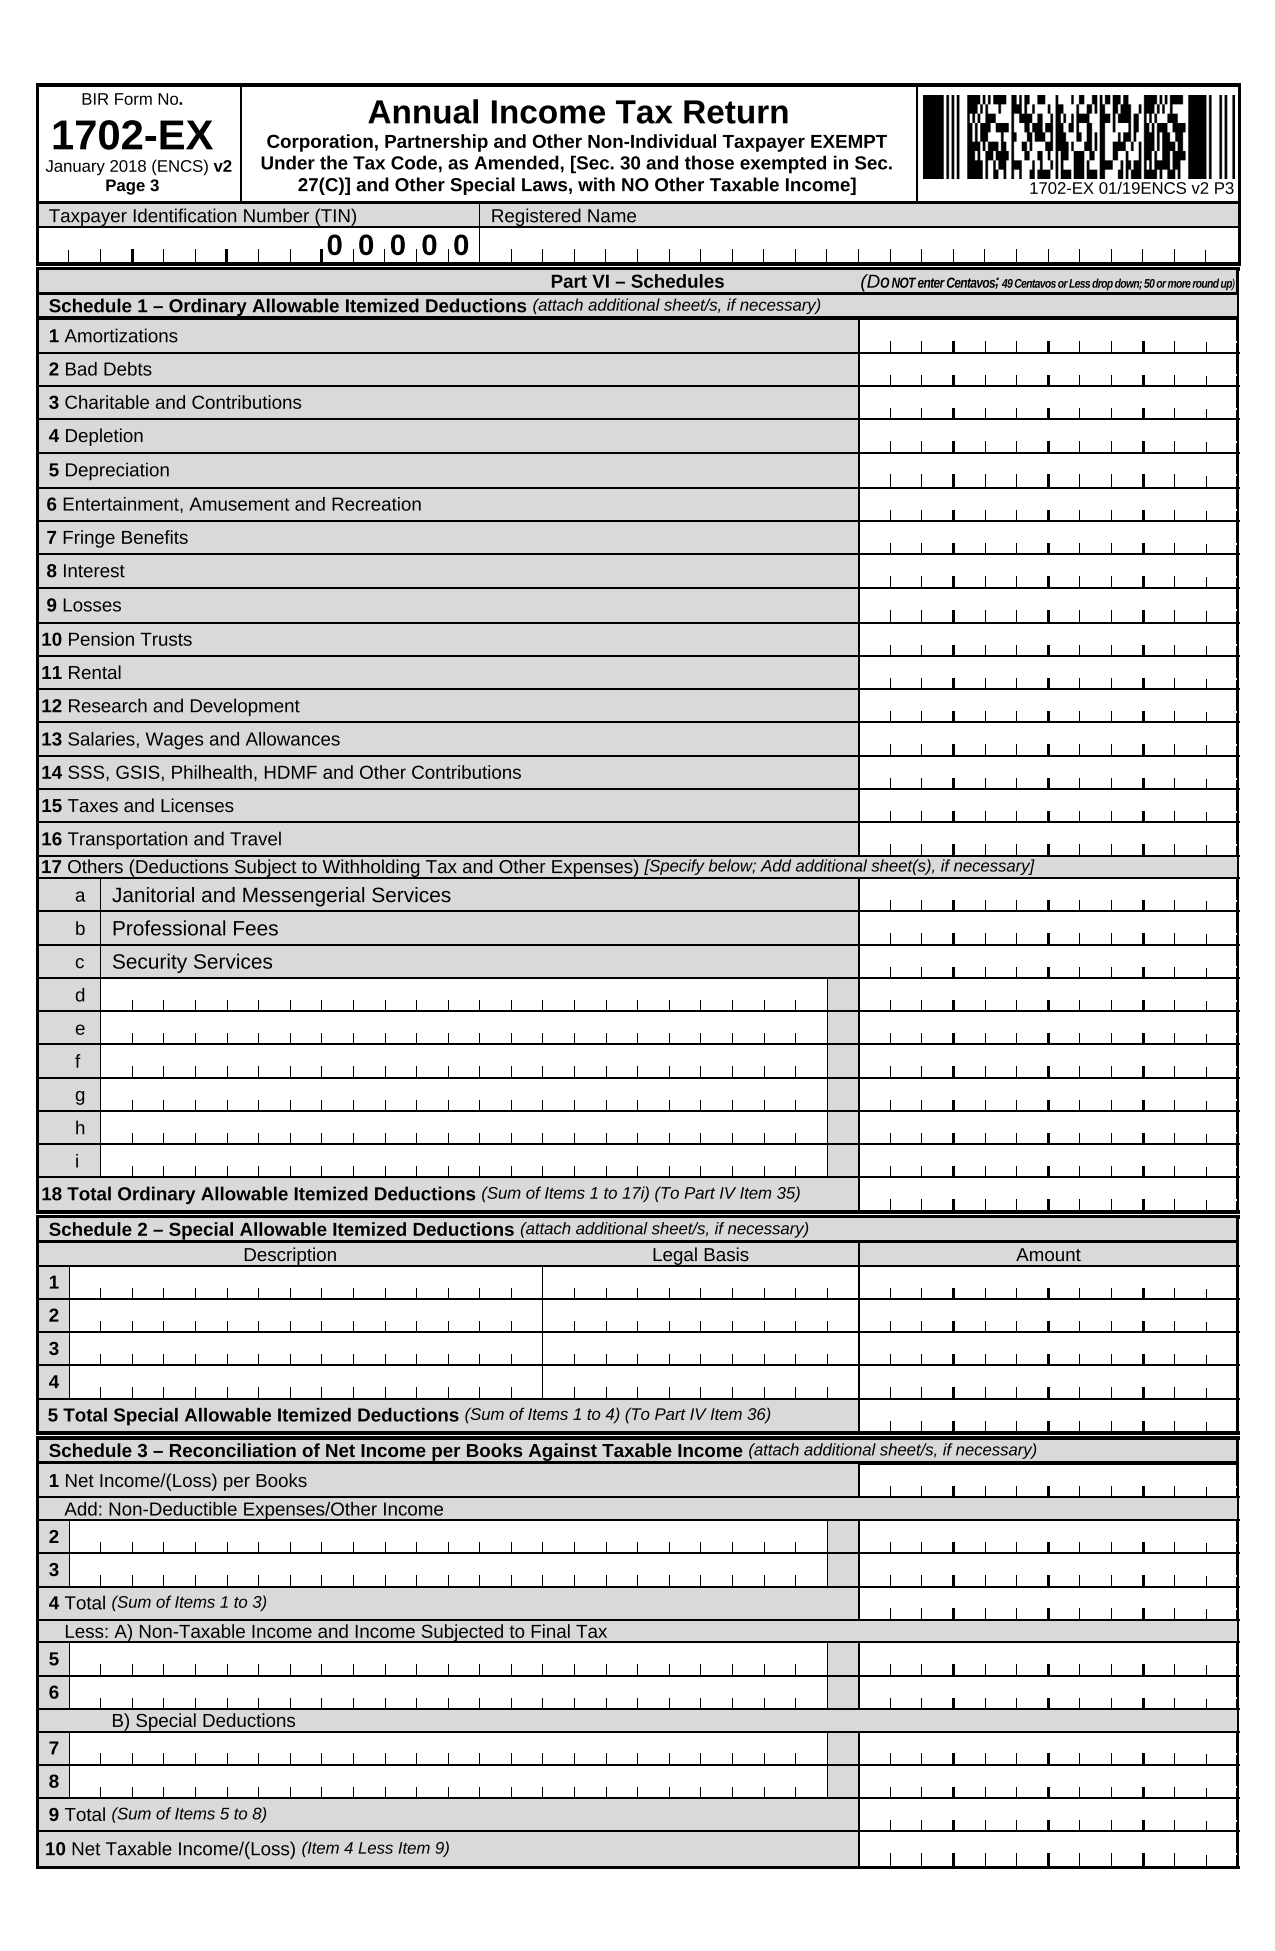 BIR Form No.
1702-EX
January 2018 (ENCS) v2
Page 3
Annual Income Tax Return
Corporation, Partnership and Other Non-Individual Taxpayer EXEMPT
Under the Tax Code, as Amended, [Sec. 30 and those exempted in Sec.
27(C)] and Other Special Laws, with NO Other Taxable Income]
1702-EX 01/19ENCS v2 P3
Taxpayer Identification Number (TIN) Registered Name
0 0 0 0 0
Part VI – Schedules (Do NOT enter Centavos; 49 Centavos or Less drop down; 50 or more round up)
Schedule 1 – Ordinary Allowable Itemized Deductions (attach additional sheet/s, if necessary)
1 Amortizations
2 Bad Debts
3 Charitable and Contributions
4 Depletion
5 Depreciation
6 Entertainment, Amusement and Recreation
7 Fringe Benefits
8 Interest
9 Losses
10 Pension Trusts
11 Rental
12 Research and Development
13 Salaries, Wages and Allowances
14 SSS, GSIS, Philhealth, HDMF and Other Contributions
15 Taxes and Licenses
16 Transportation and Travel
17 Others (Deductions Subject to Withholding Tax and Other Expenses) [Specify below; Add additional sheet(s), if necessary]
a Janitorial and Messengerial Services
b Professional Fees
c Security Services
d
e
f
g
h
i
18 Total Ordinary Allowable Itemized Deductions (Sum of Items 1 to 17i) (To Part IV Item 35)
Schedule 2 – Special Allowable Itemized Deductions (attach additional sheet/s, if necessary)
Description Legal Basis Amount
1
2
3
4
5 Total Special Allowable Itemized Deductions (Sum of Items 1 to 4) (To Part IV Item 36)
Schedule 3 – Reconciliation of Net Income per Books Against Taxable Income (attach additional sheet/s, if necessary)
1 Net Income/(Loss) per Books
Add: Non-Deductible Expenses/Other Income
2
3
4 Total (Sum of Items 1 to 3)
Less: A) Non-Taxable Income and Income Subjected to Final Tax
5
6
B) Special Deductions
7
8
9 Total (Sum of Items 5 to 8)
10 Net Taxable Income/(Loss) (Item 4 Less Item 9)